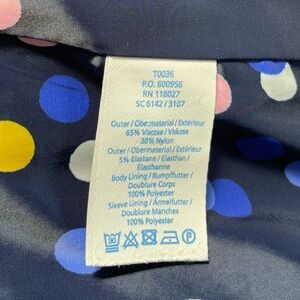 T0036
P.O. 600956
RN 118027
SC 6142 / 3107
Outer / Obermaterial / Extérieur
65% Viscose / Viskose
30% Nylon
Outer / Obermaterial / Extérieur
5% Elastane / Elasthan /
Elasthanne
Body Lining / Rumpffutter /
Doublure Corps
100% Polyester
Sleeve Lining / Ärmelfutter /
Doublure Manches
100% Polyester
30